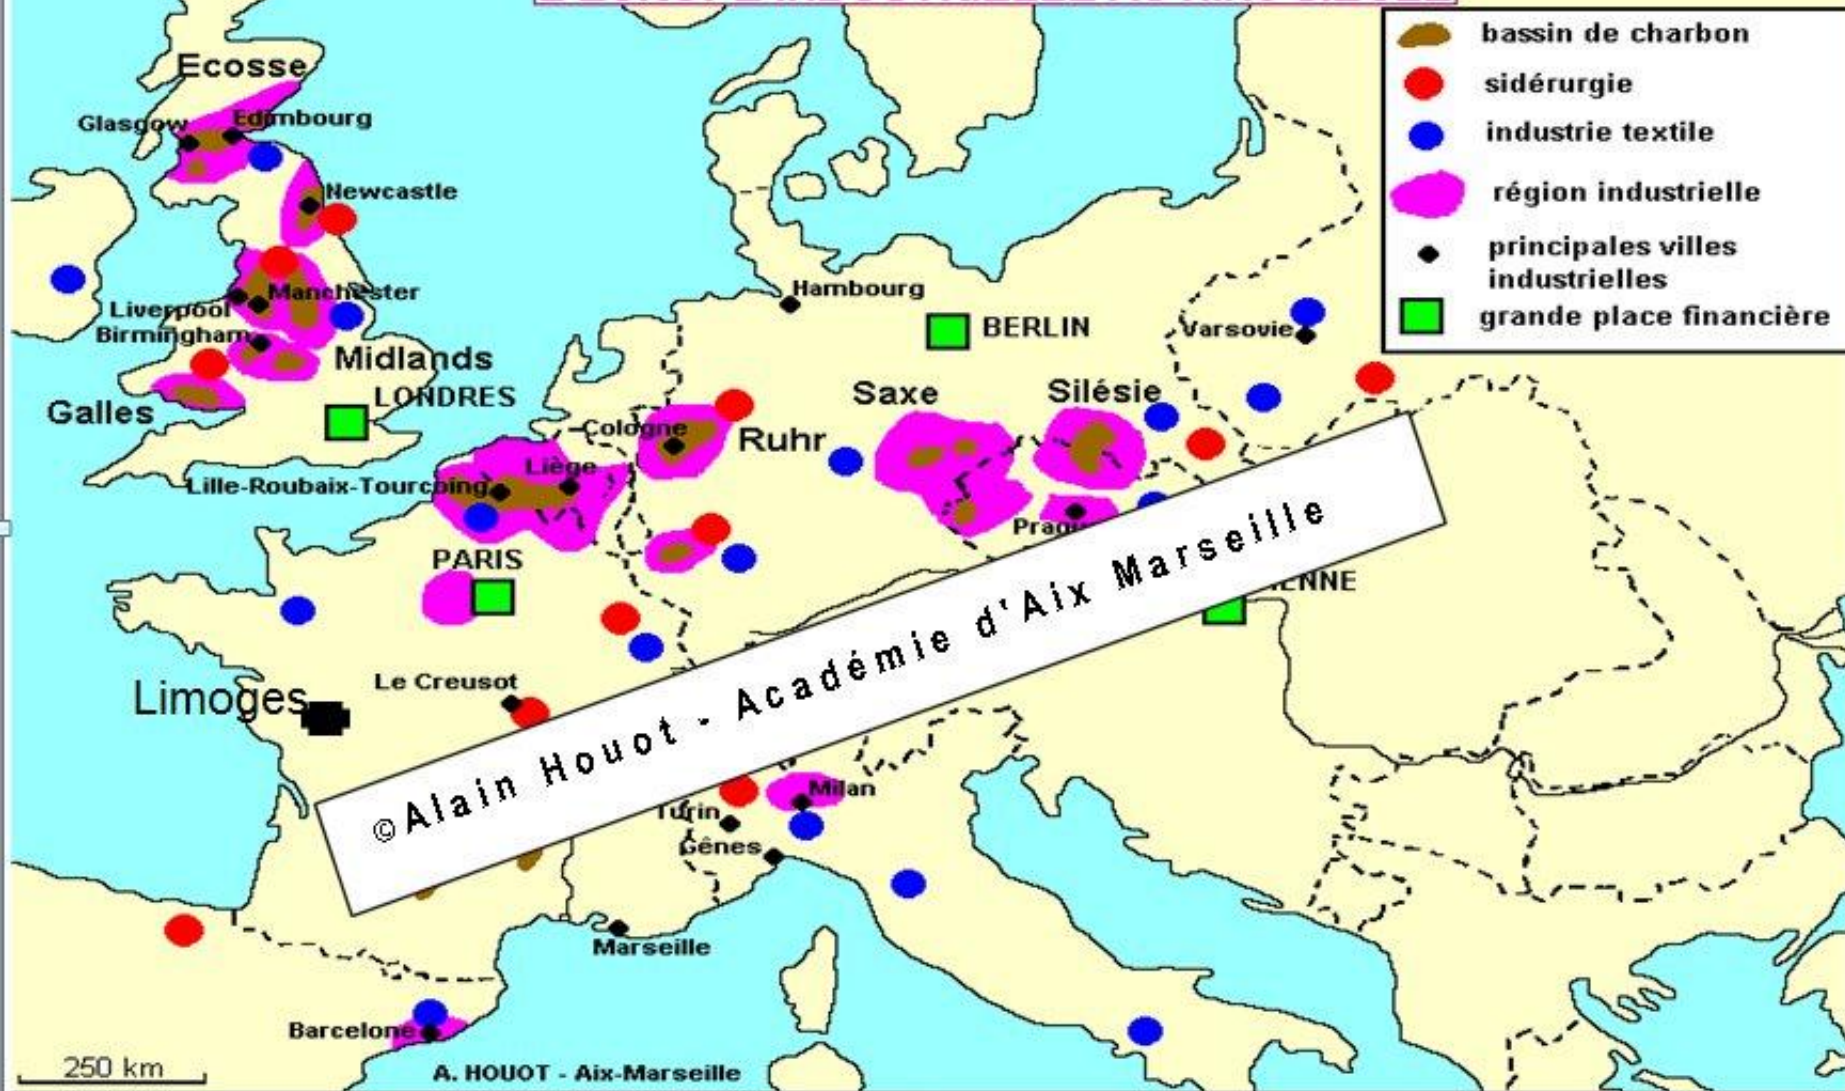 bassin de charbon
sidérurgie
industrie textile
région industrielle
principales villes
industrielles
grande place financière
Ecosse
Glasgow
Edimbourg
Newcastle
Manchester
Liverpool
Birmingham
Midlands
LONDRES
Galles
Hambourg
BERLIN
Varsovie
Saxe
Silésie
Cologne
Ruhr
Liège
Lille-Roubaix-Tourcoing
PARIS
Limoges
Le Creusot
©Alain Houot - Académie d'Aix Marseille
Milan
Turin
Gênes
Marseille
Barcelone
250 km
A. HOUOT - Aix-Marseille